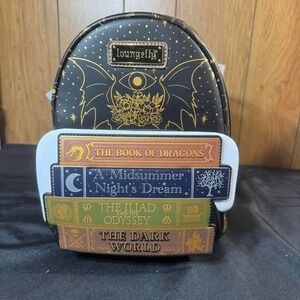 loungefly
THE BOOK OF DRAGONS
A Midsummer
Night's Dream
THE ILIAD
ODYSSEY
THE DARK
WORLD